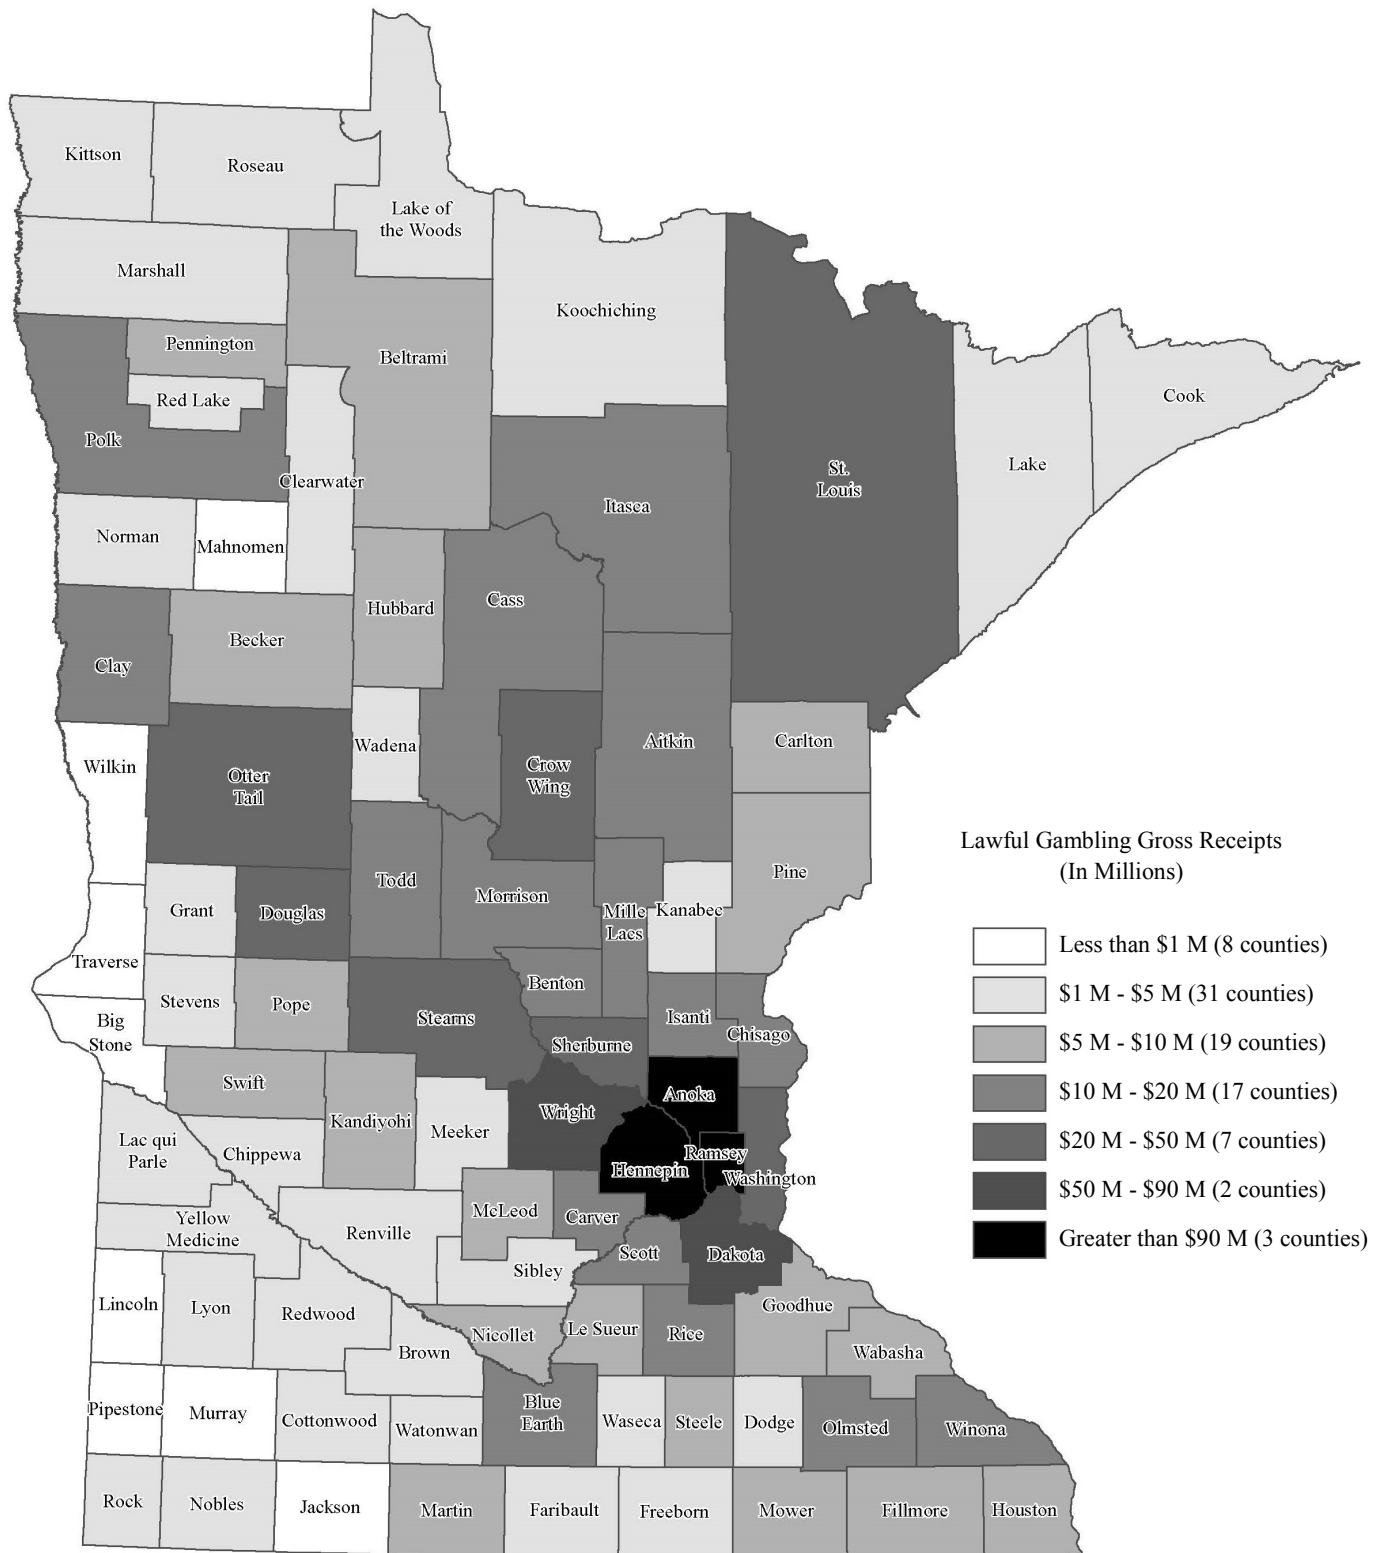 Kittson
Roseau
Lake of
the Woods
Marshall
Koochiching
Pennington
Beltrami
Red Lake
Cook
Polk
Lake
St.
Louis
Clearwater
Itasca
Norman
Mahnomen
Hubbard
Cass
Becker
Clay
Wadena
Aitkin
Carlton
Wilkin
Otter
Tail
Crow
Wing
Lawful Gambling Gross Receipts
(In Millions)
Pine
Todd
Morrison
Grant
Douglas
Mille
Lacs
Kanabec
Less than $1 M (8 counties)
Traverse
Benton
$1 M - $5 M (31 counties)
Stevens
Pope
Stearns
Isanti
Big
Stone
Chisago
Sherburne
$5 M - $10 M (19 counties)
Swift
Anoka
$10 M - $20 M (17 counties)
Wright
Kandiyohi
Meeker
Lac qui
Parle
Chippewa
Ramsey
$20 M - $50 M (7 counties)
Hennepin
Washington
$50 M - $90 M (2 counties)
McLeod
Carver
Yellow
Medicine
Renville
Scott
Dakota
Greater than $90 M (3 counties)
Sibley
Lincoln
Lyon
Redwood
Goodhue
Nicollet
Le Sueur
Rice
Brown
Wabasha
Pipestone
Murray
Cottonwood
Watonwan
Blue
Earth
Waseca
Steele
Dodge
Olmsted
Winona
Rock
Nobles
Jackson
Martin
Faribault
Freeborn
Mower
Fillmore
Houston